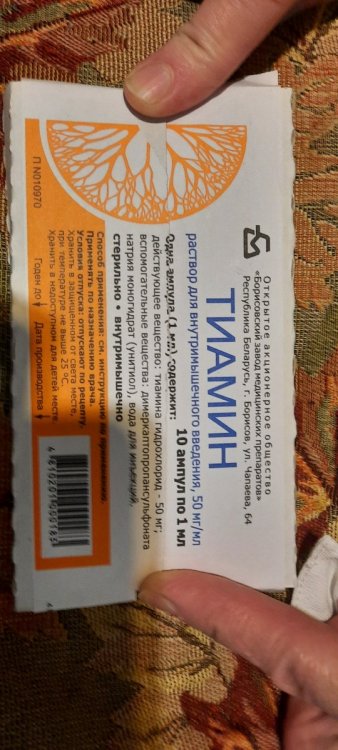 Открытое акционерное общество
«Борисовский завод медицинских препаратов»
Республика Беларусь, г. Борисов, ул. Чапаева, 64
ТИАМИН
раствор для внутримышечного введения, 50 мг/мл
10 ампул по 1 мл
Одна ампула (1 мл) содержит:
действующее вещество: тиамина гидрохлорид - 50 мг;
вспомогательные вещества: димеркаптопропансульфоната
натрия моногидрат (унитиол), вода для инъекций.
стерильно • внутримышечно
Способ применения: см. инструкцию по применению
Применять по назначению врача
Условия отпуска: отпускают по рецепту.
Хранить в защищенном от света месте,
при температуре не выше 25 °С.
Хранить в недоступном для детей месте
Годен до
Дата производства
П N010970